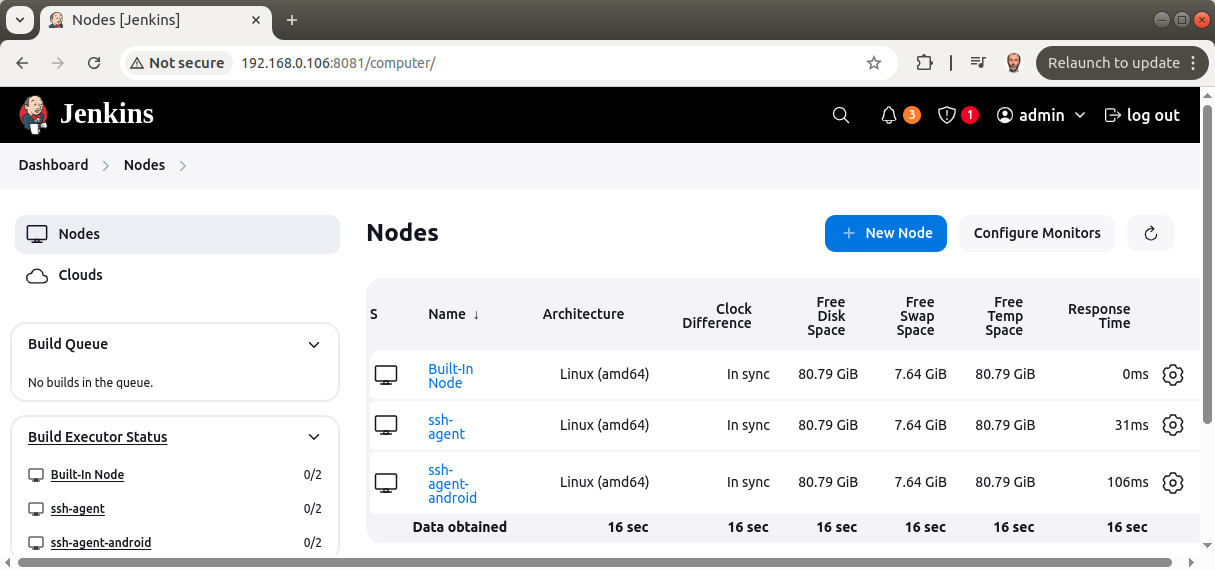 Nodes [Jenkins]
Not secure 192.168.0.106:8081/computer/ Relaunch to update
Jenkins 3 1 admin log out
Dashboard Nodes
Nodes
Clouds
Build Queue
No builds in the queue.
Build Executor Status
Built-In Node 0/2
ssh-agent 0/2
ssh-agent-android 0/2
Nodes + New Node Configure Monitors
S Name ↓ Architecture Clock Difference Free Disk Space Free Swap Space Free Temp Space Response Time
Built-In Node Linux (amd64) In sync 80.79 GiB 7.64 GiB 80.79 GiB 0ms
ssh-agent Linux (amd64) In sync 80.79 GiB 7.64 GiB 80.79 GiB 31ms
ssh-agent-android Linux (amd64) In sync 80.79 GiB 7.64 GiB 80.79 GiB 106ms
Data obtained 16 sec 16 sec 16 sec 16 sec 16 sec 16 sec